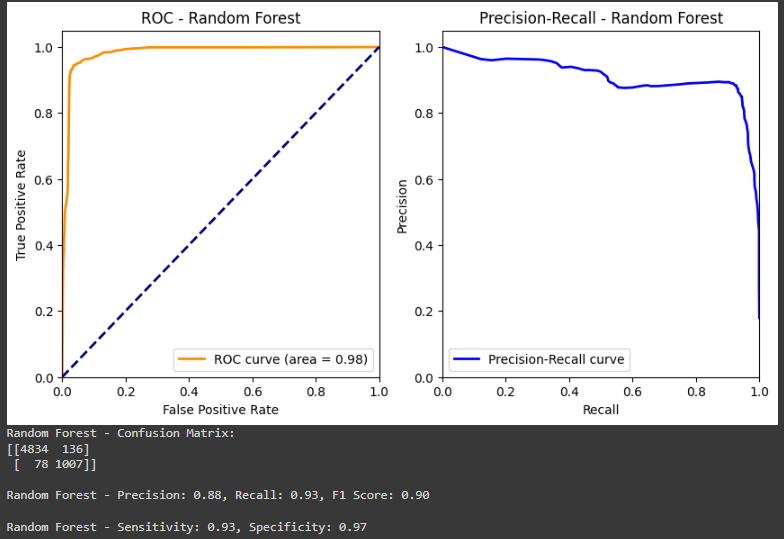 ROC - Random Forest
1.0
0.8
0.6
0.4
0.2
0.0
True Positive Rate
0.0 0.2 0.4 0.6 0.8 1.0
False Positive Rate
ROC curve (area = 0.98)
Precision-Recall - Random Forest
1.0
0.8
0.6
0.4
0.2
0.0
Precision
0.0 0.2 0.4 0.6 0.8 1.0
Recall
Precision-Recall curve
Random Forest - Confusion Matrix:
[[4834  136]
 [  78 1007]]
Random Forest - Precision: 0.88, Recall: 0.93, F1 Score: 0.90
Random Forest - Sensitivity: 0.93, Specificity: 0.97